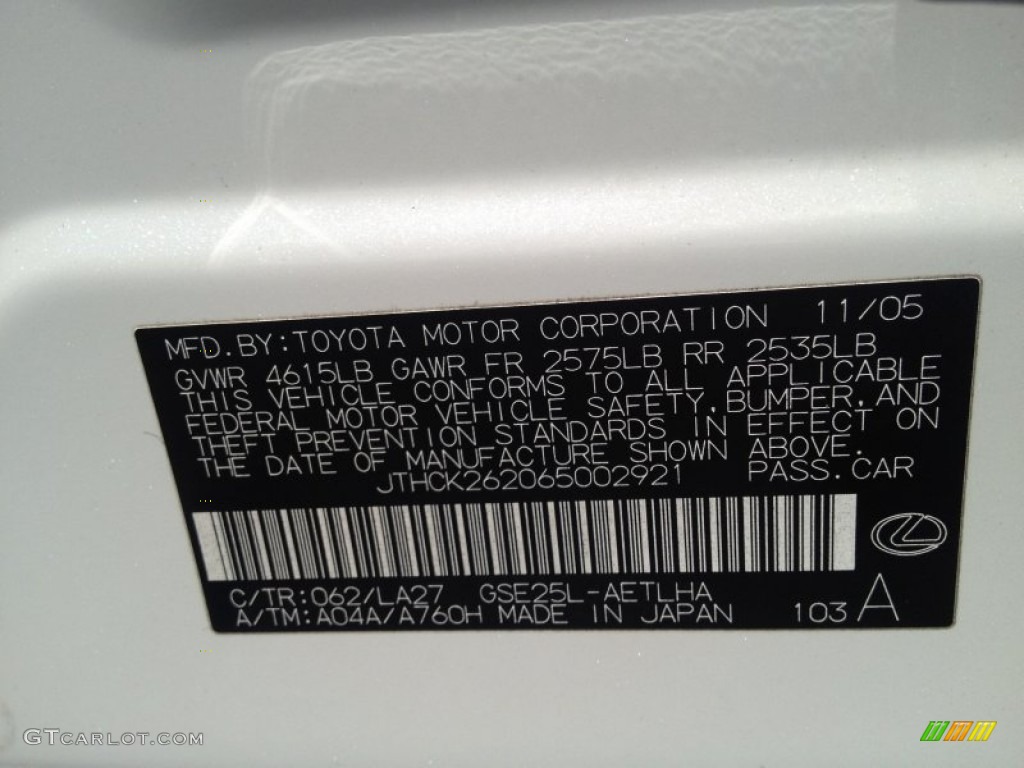 MFD.BY:TOYOTA MOTOR CORPORATION 11/05
GVWR 4615LB GAWR FR 2575LB RR 2535LB
THIS VEHICLE CONFORMS TO ALL APPLICABLE
FEDERAL MOTOR VEHICLE SAFETY,BUMPER,AND
THEFT PREVENTION STANDARDS IN EFFECT ON
THE DATE OF MANUFACTURE SHOWN ABOVE.
JTHCK262065002921 PASS.CAR
C/TR:062/LA27 GSE25L-AETLHA
A/TM:A04A/A760H MADE IN JAPAN 103 A
GTCARLOT.COM